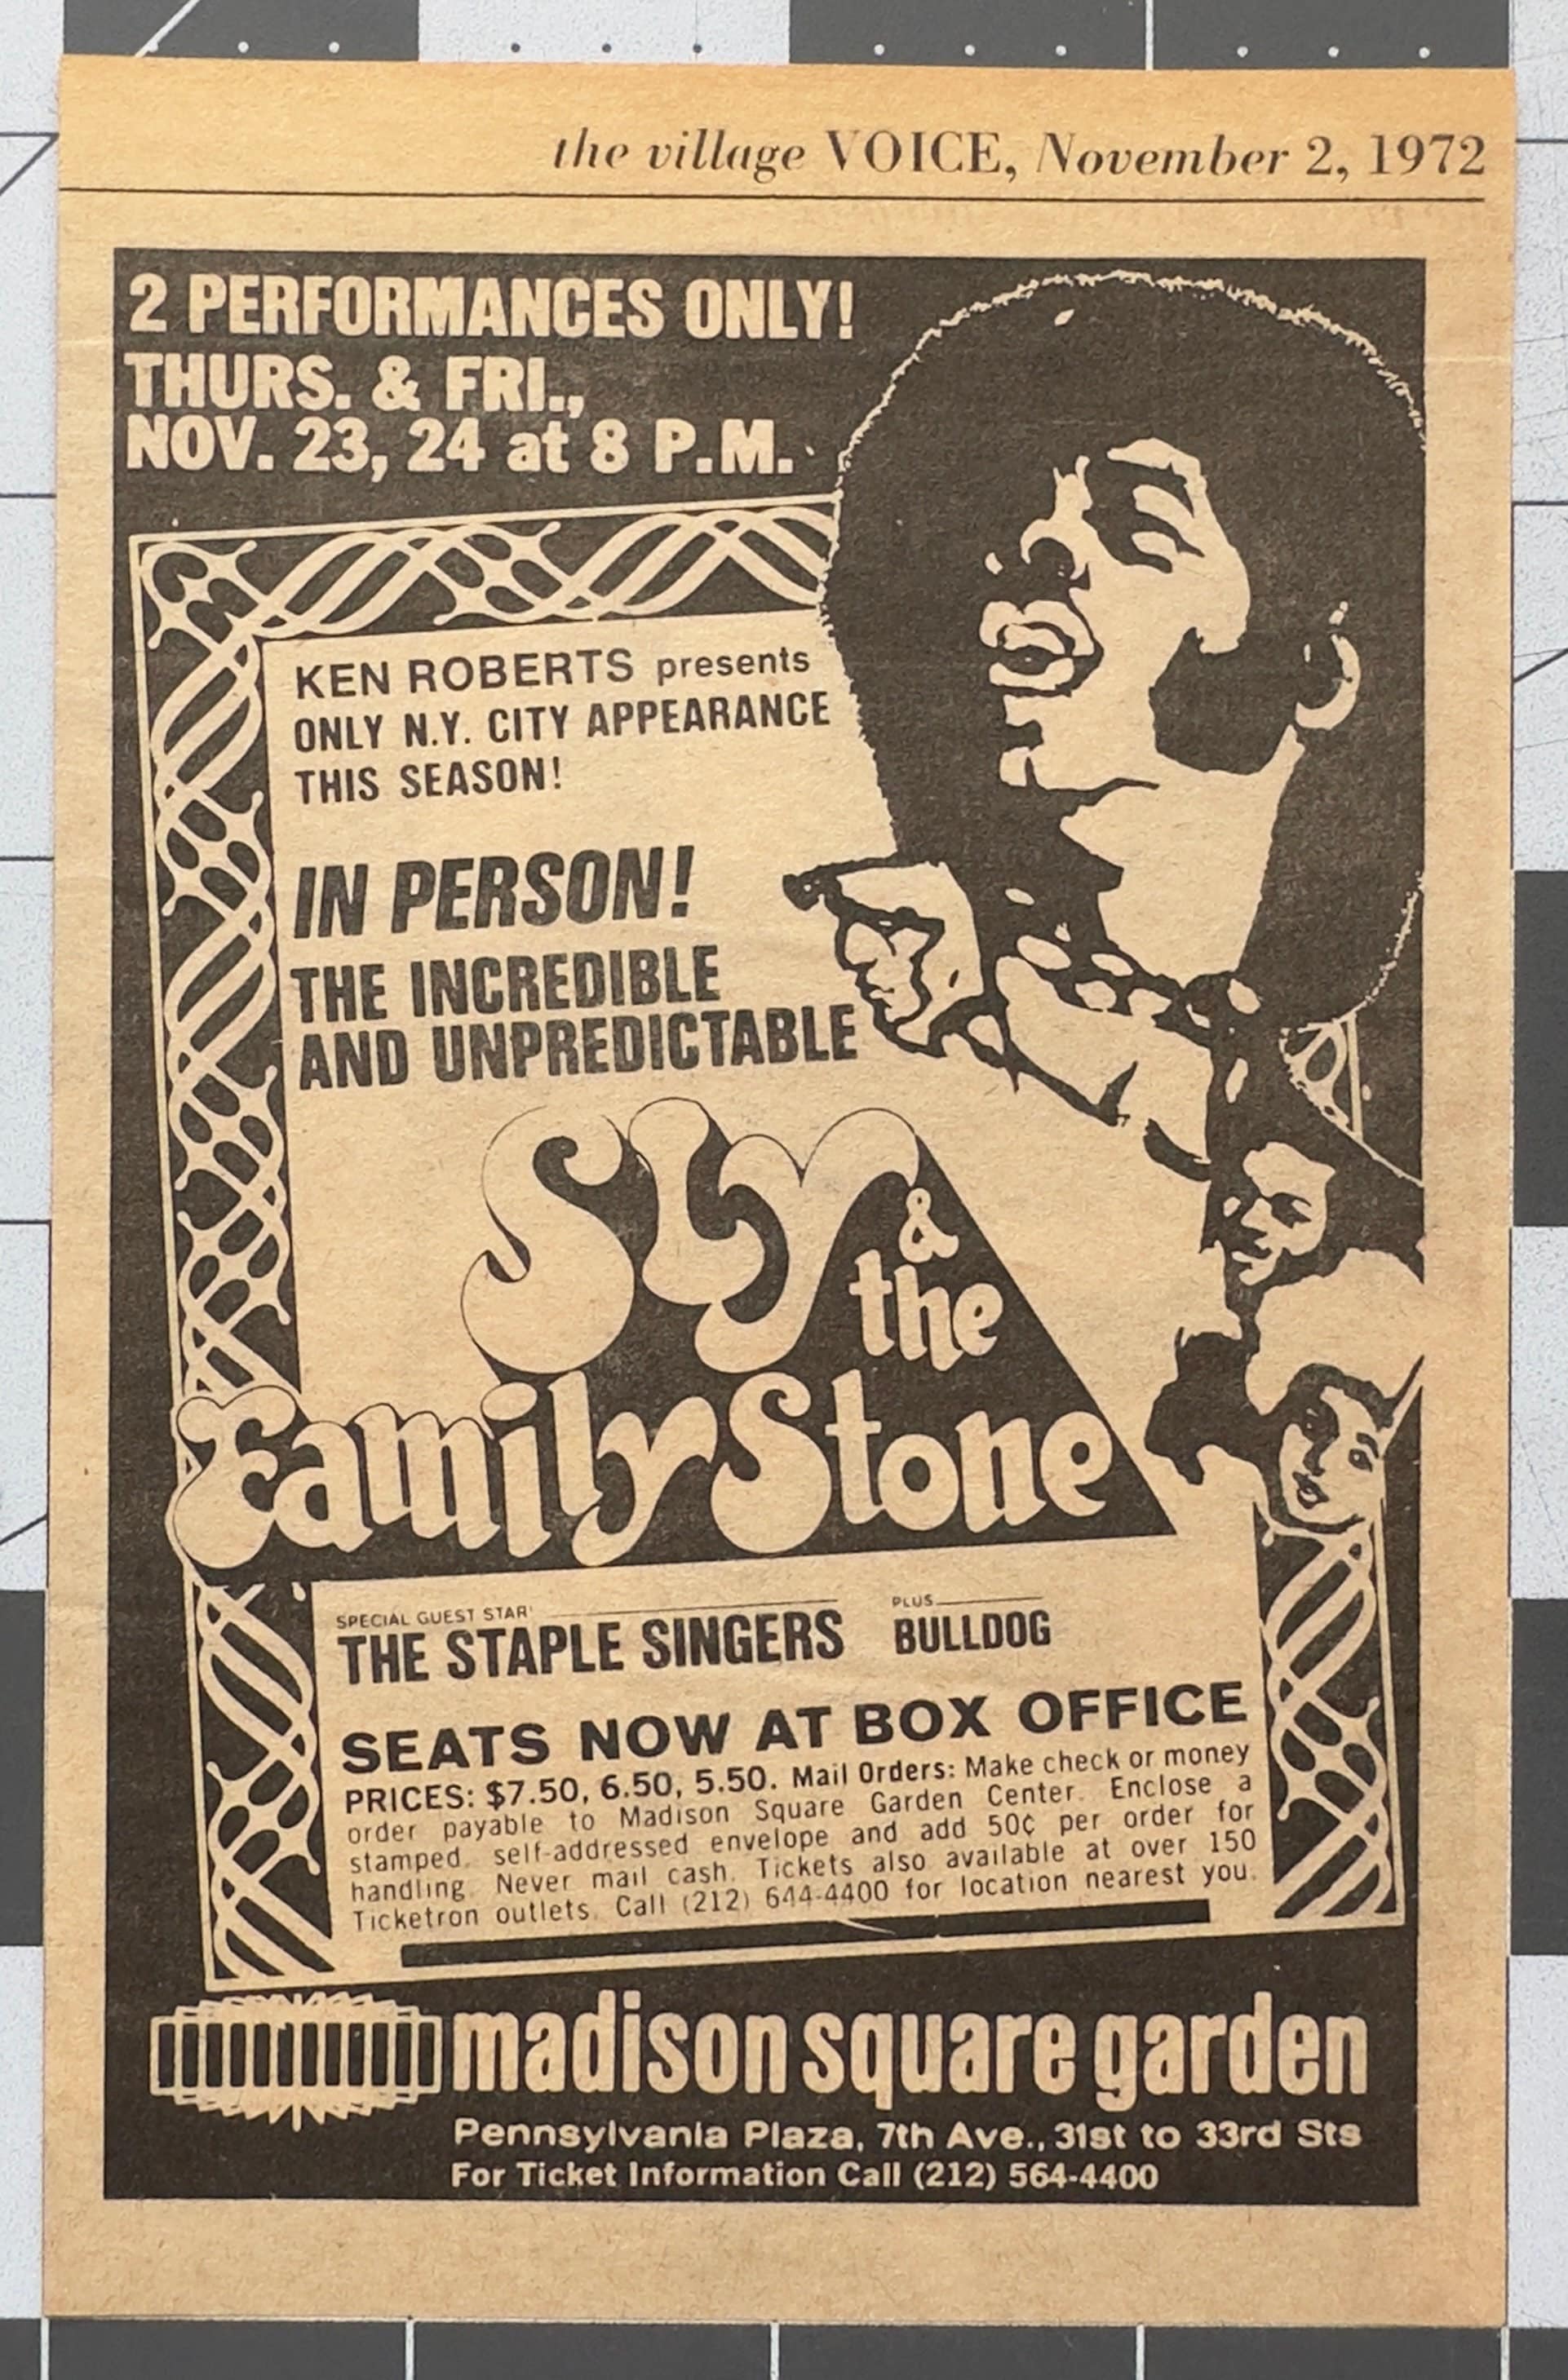 the village VOICE, November 2, 1972
2 PERFORMANCES ONLY!
THURS. & FRI.,
NOV. 23, 24 at 8 P.M.
KEN ROBERTS presents
ONLY N.Y. CITY APPEARANCE
THIS SEASON!
IN PERSON!
THE INCREDIBLE
AND UNPREDICTABLE
SLY
&
the
Family Stone
SPECIAL GUEST STAR!
THE STAPLE SINGERS
PLUS
BULLDOG
SEATS NOW AT BOX OFFICE
PRICES: $7.50, 6.50, 5.50. Mail Orders: Make check or money
order payable to Madison Square Garden Center. Enclose a
stamped, self-addressed envelope and add 50¢ per order for
handling. Never mail cash. Tickets also available at over 150
Ticketron outlets. Call (212) 644-4400 for location nearest you.
madison square garden
Pennsylvania Plaza, 7th Ave., 31st to 33rd Sts
For Ticket Information Call (212) 564-4400